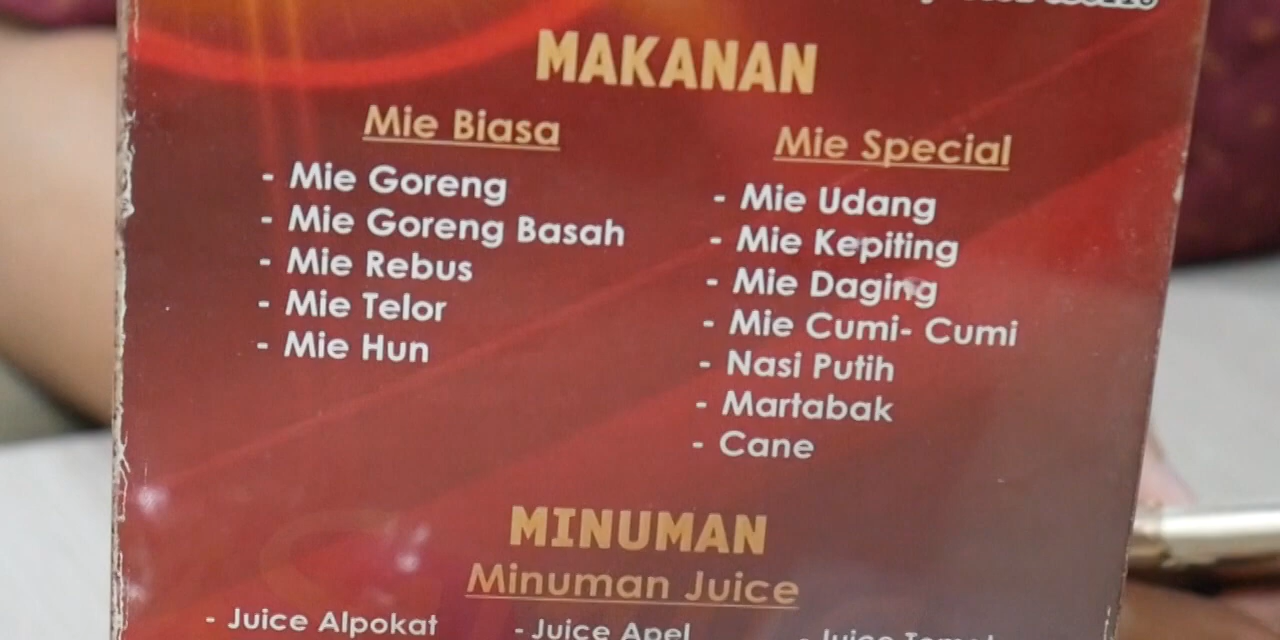 MAKANAN
Mie Biasa
- Mie Goreng
- Mie Goreng Basah
- Mie Rebus
- Mie Telor
- Mie Hun
Mie Special
- Mie Udang
- Mie Kepiting
- Mie Daging
- Mie Cumi- Cumi
- Nasi Putih
- Martabak
- Cane
MINUMAN
Minuman Juice
- Juice Alpokat
- Juice Apel
- Juice